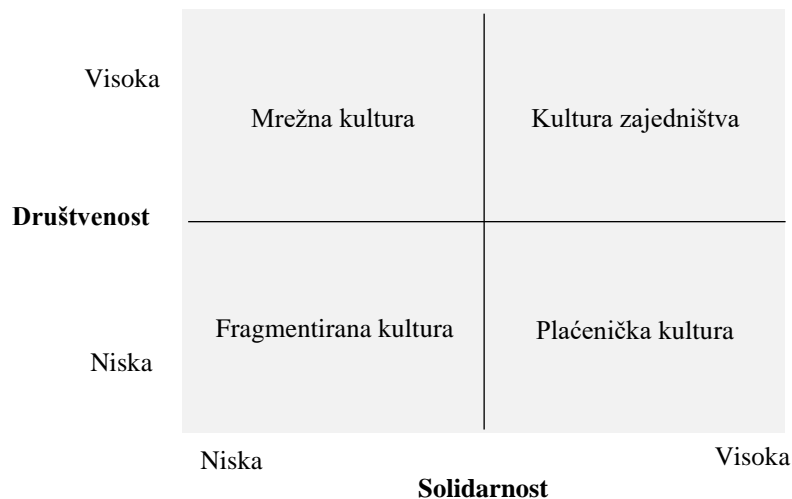 Visoka
Mrežna kultura
Kultura zajedništva
Društvenost
Fragmentirana kultura
Plaćenička kultura
Niska
Niska
Visoka
Solidarnost